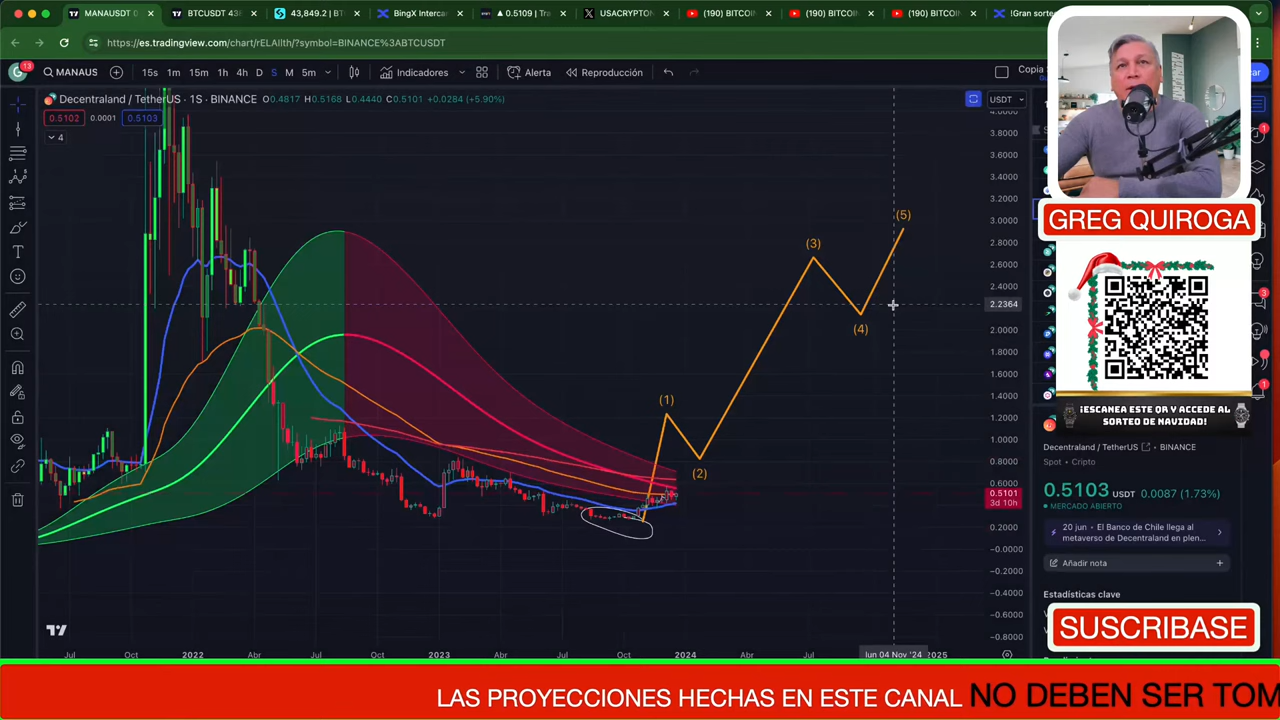 MANAUSDT 0
BTCUSDT 43
43,849.2 | BT
BingX Interca
▲ 0.5109 | Tra
USACRYPTON
(190) BITCOI
(190) BITCOI
(190) BITCOI
!Gran sorte
https://es.tradingview.com/chart/rELAIlth/?symbol=BINANCE%3ABTCUSDT
13
MANAUS
15s 1m 15m 1h 4h D S M 5m
Indicadores
Alerta
Reproducción
Copia
Decentraland / TetherUS · 1S · BINANCE O0.4817 H0.5168 L0.4440 C0.5101 +0.0284 (+5.90%)
USDT
0.5102 0.0001 0.5103
4
3.8000
3.6000
3.4000
3.2000
3.0000
2.8000
2.6000
2.4000
2.2364
2.0000
1.8000
1.6000
1.4000
1.2000
1.0000
0.8000
0.6000
0.5101
3d 10h
0.2000
−0.0000
−0.2000
−0.4000
−0.6000
−0.8000
(1)
(2)
(3)
(4)
(5)
Jul Oct 2022 Abr Jul Oct 2023 Abr Jul Oct 2024 Abr Jul lun 04 Nov '24 2025
GREG QUIROGA
¡ESCANEA ESTE QR Y ACCEDE AL
SORTEO DE NAVIDAD!
Decentraland / TetherUS · BINANCE
Spot · Cripto
0.5103 USDT 0.0087 (1.73%)
MERCADO ABIERTO
20 jun · El Banco de Chile llega al
metaverso de Decentraland en plen...
Añadir nota
Estadísticas clave
SUSCRIBASE
LAS PROYECCIONES HECHAS EN ESTE CANAL NO DEBEN SER TOM